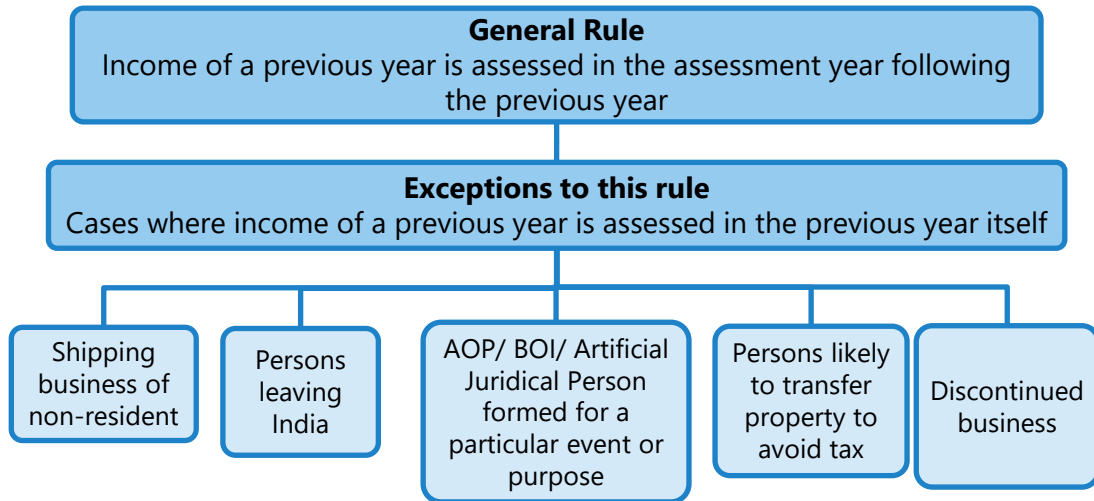 General Rule
Income of a previous year is assessed in the assessment year following
the previous year
Exceptions to this rule
Cases where income of a previous year is assessed in the previous year itself
Shipping
business of
non-resident
Persons
leaving
India
AOP/ BOI/ Artificial
Juridical Person
formed for a
particular event or
purpose
Persons likely
to transfer
property to
avoid tax
Discontinued
business